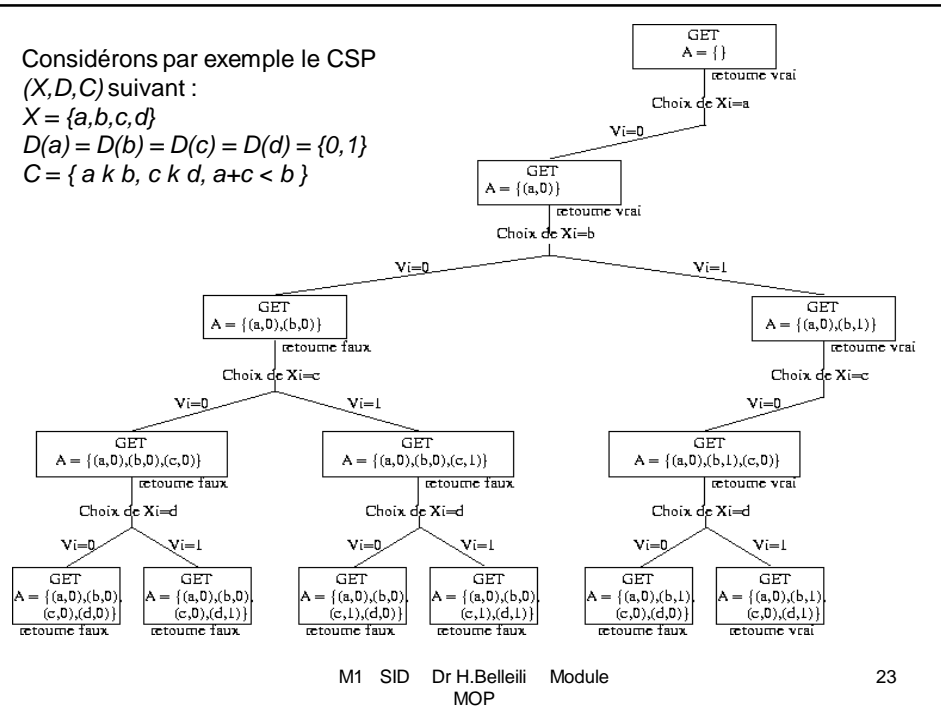 Considérons par exemple le CSP
(X,D,C) suivant :
X = {a,b,c,d}
D(a) = D(b) = D(c) = D(d) = {0,1}
C = { a k b, c k d, a+c < b }
GET
A = {}
retourne vrai
Choix de Xi=a
Vi=0
GET
A = {(a,0)}
retourne vrai
Choix de Xi=b
Vi=0
Vi=1
GET
A = {(a,0),(b,0)}
retourne faux
Choix de Xi=c
GET
A = {(a,0),(b,1)}
retourne vrai
Choix de Xi=c
Vi=0
Vi=1
Vi=0
GET
A = {(a,0),(b,0),(c,0)}
retourne faux
Choix de Xi=d
GET
A = {(a,0),(b,0),(c,1)}
retourne faux
Choix de Xi=d
GET
A = {(a,0),(b,1),(c,0)}
retourne vrai
Choix de Xi=d
Vi=0
Vi=1
Vi=0
Vi=1
Vi=0
Vi=1
GET
A = {(a,0),(b,0),
(c,0),(d,0)}
retourne faux
GET
A = {(a,0),(b,0),
(c,0),(d,1)}
retourne faux
GET
A = {(a,0),(b,0),
(c,1),(d,0)}
retourne faux
GET
A = {(a,0),(b,0),
(c,1),(d,1)}
retourne faux
GET
A = {(a,0),(b,1),
(c,0),(d,0)}
retourne faux
GET
A = {(a,0),(b,1),
(c,0),(d,1)}
retourne vrai
M1 SID Dr H.Belleili Module
MOP
23